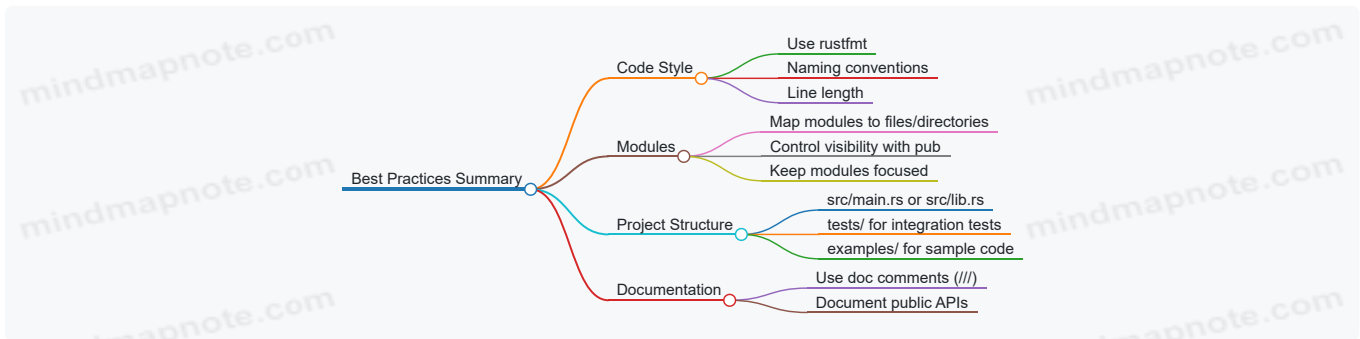 Best Practices Summary
Code Style
Use rustfmt
Naming conventions
Line length
Modules
Map modules to files/directories
Control visibility with pub
Keep modules focused
Project Structure
src/main.rs or src/lib.rs
tests/ for integration tests
examples/ for sample code
Documentation
Use doc comments (///)
Document public APIs
mindmapnote.com
mindmapnote.com
mindmapnote.com
mindmapnote.com
mindmapnote.com
mindmapnote.com